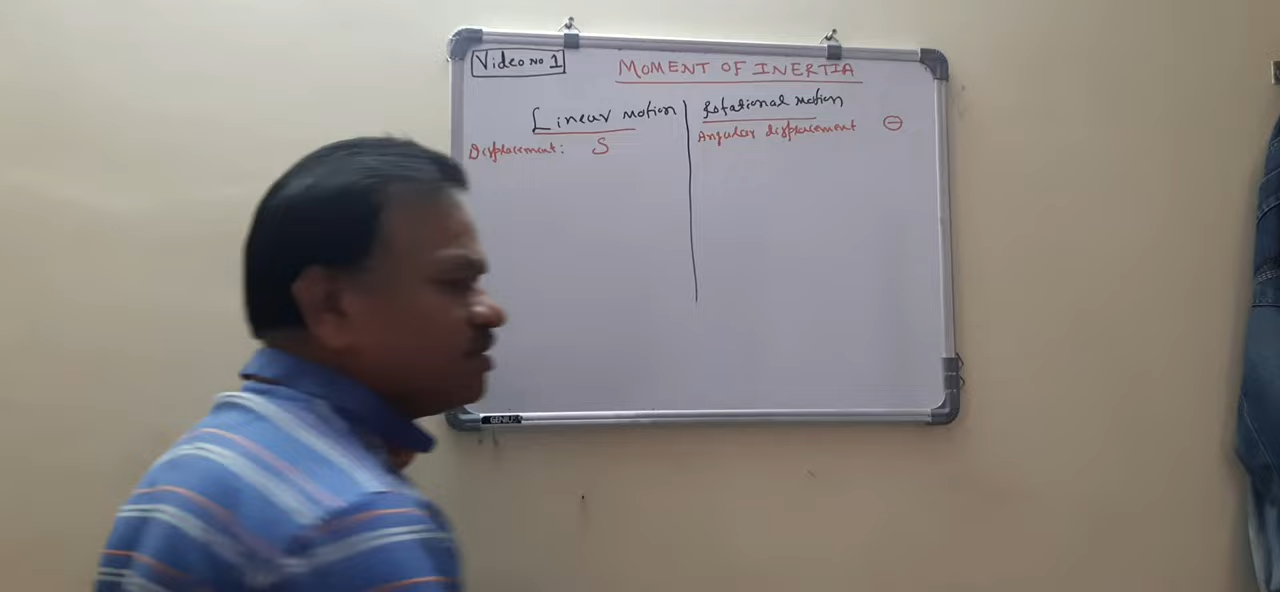 Video No 1
MOMENT OF INERTIA
Linear motion
Rotational motion
Displacement: S
Angular displacement θ
GENIUS